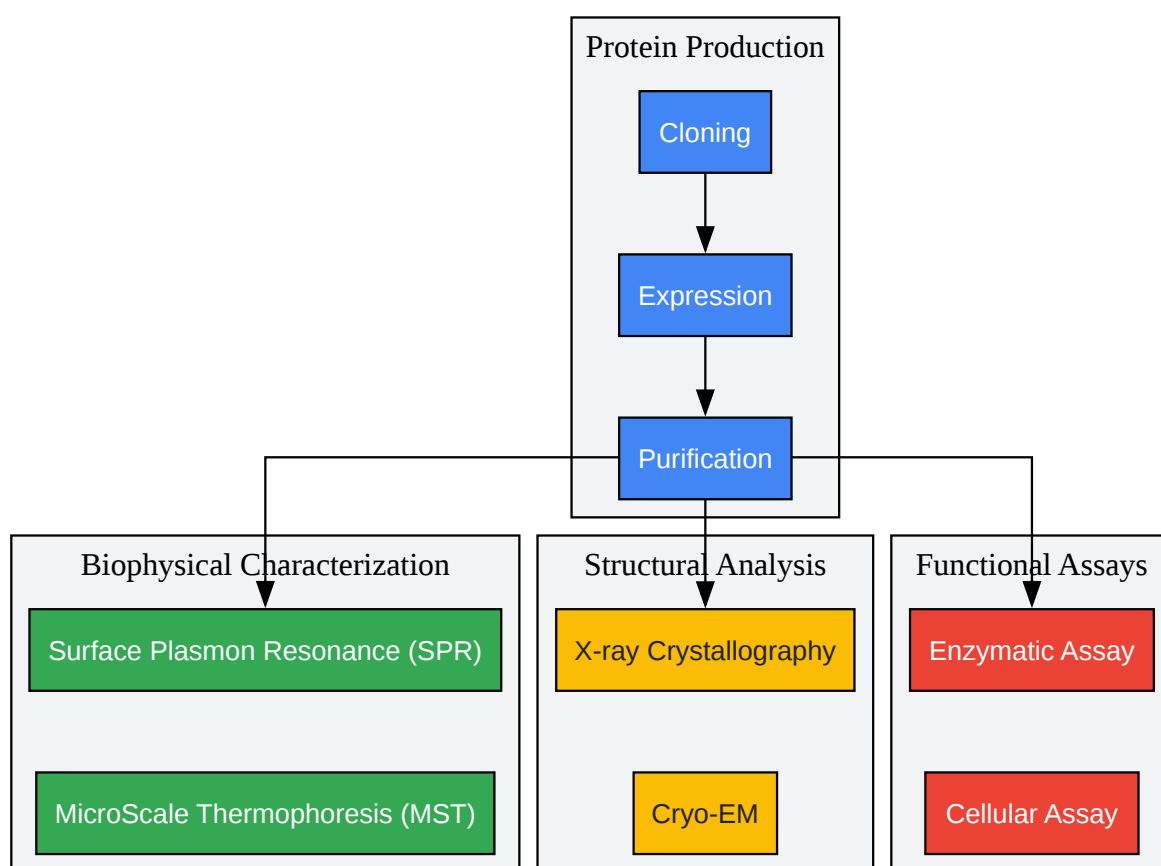 Protein Production
Cloning
Expression
Purification
Biophysical Characterization
Structural Analysis
Functional Assays
Surface Plasmon Resonance (SPR)
X-ray Crystallography
Enzymatic Assay
MicroScale Thermophoresis (MST)
Cryo-EM
Cellular Assay